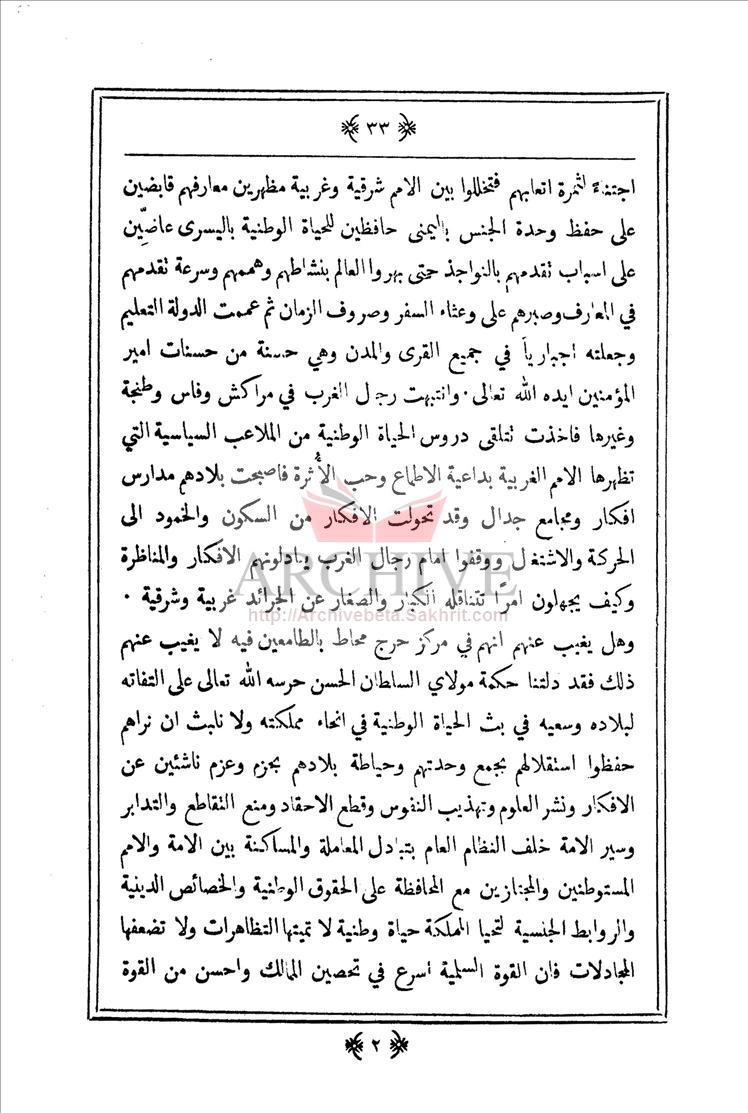 ٣٣
اجتناءً لثمرة اتعابهم فتخللوا بين الامم شرقية وغربية مظهرين معارفهم قابضين
على حفظ وحدة الجنس باليمنى حافظين للحياة الوطنية باليسرى عاضِّين
على اسباب تقدمهم بالنواجذ حتى بهروا العالم بنشاطهم وهممهم وسرعة تقدمهم
في المعارف وصبرهم على وعثاء السفر وصروف الزمان ثم عممت الدولة التعليم
وجعلته اجبارياً في جميع القرى والمدن وهي حسنة من حسنات امير
المؤمنين ايده الله تعالى . وانتبهت رجال الغرب في مراكش وفاس وطنجة
وغيرها فاخذت تتلقى دروس الحياة الوطنية من الملاعب السياسية التي
تظهرها الامم الغربية بداعية الاطماع وحب الأثرة فاصبحت بلادهم مدارس
افكار ومجامع جدال وقد تحولت الافكار من السكون والخمود الى
الحركة والاشتغال ووقفوا امام رجال الغرب يبادلونهم الافكار والمناظرة
وكيف يجهلون امرًا تتناقله الكبار والصغار عن الجرائد غربية وشرقية .
وهل يغيب عنهم انهم في مركز حرج محاط بالطامعين فيه لا يغيب عنهم
ذلك فقد دلتنا حكمة مولاي السلطان الحسن حرسه الله تعالى على التفاته
لبلاده وسعيه في بث الحياة الوطنية في انحاء مملكته ولا نلبث ان نراهم
حفظوا استقلالهم بجمع وحدتهم وحياطة بلادهم بحزم وعزم ناشئين عن
الافكار ونشر العلوم وتهذيب النفوس وقطع الاحقاد ومنع التقاطع والتدابر
وسير الامة خلف النظام العام بتبادل المعاملة والمساكنة بين الامة والامم
المستوطنين والمجتازين مع المحافظة على الحقوق الوطنية والخصائص الدينية
والروابط الجنسية لتحيا المملكة حياة وطنية لا تميتها التظاهرات ولا تضعفها
المجادلات فان القوة السلمية اسرع في تحصين الممالك واحسن من القوة
٢
ARCHIVE
http://Archivebeta.Sakhrit.com